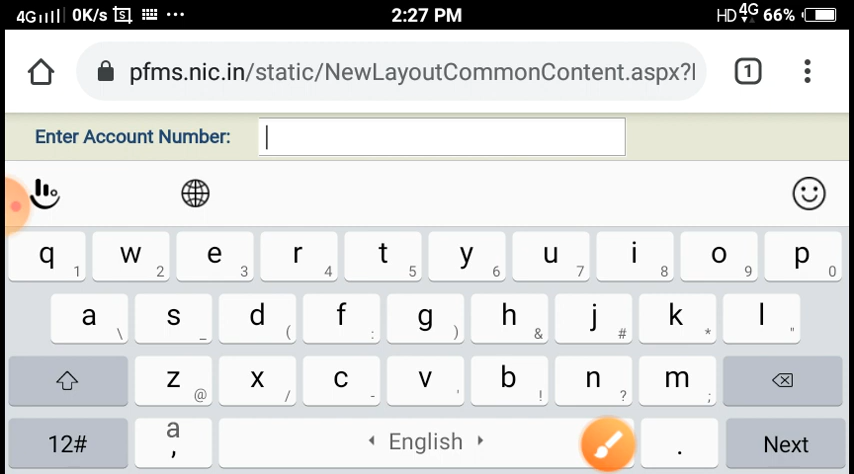 4G 0K/s S 2:27 PM HD 4G 66%
pfms.nic.in/static/NewLayoutCommonContent.aspx? 1
Enter Account Number:
q 1 w 2 e 3 r 4 t 5 y 6 u 7 i 8 o 9 p 0
a \ s _ d ( f : g ) h & j # k * l "
z @ x / c - v ' b ! n ? m ;
12# a , English . Next